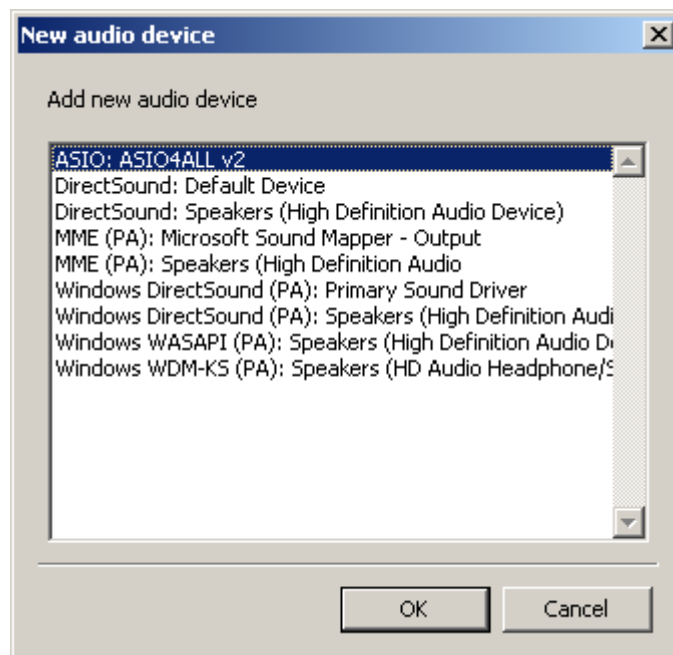 New audio device
Add new audio device
ASIO: ASIO4ALL v2
DirectSound: Default Device
DirectSound: Speakers (High Definition Audio Device)
MME (PA): Microsoft Sound Mapper - Output
MME (PA): Speakers (High Definition Audio
Windows DirectSound (PA): Primary Sound Driver
Windows DirectSound (PA): Speakers (High Definition Audi
Windows WASAPI (PA): Speakers (High Definition Audio D
Windows WDM-KS (PA): Speakers (HD Audio Headphone/S
OK Cancel